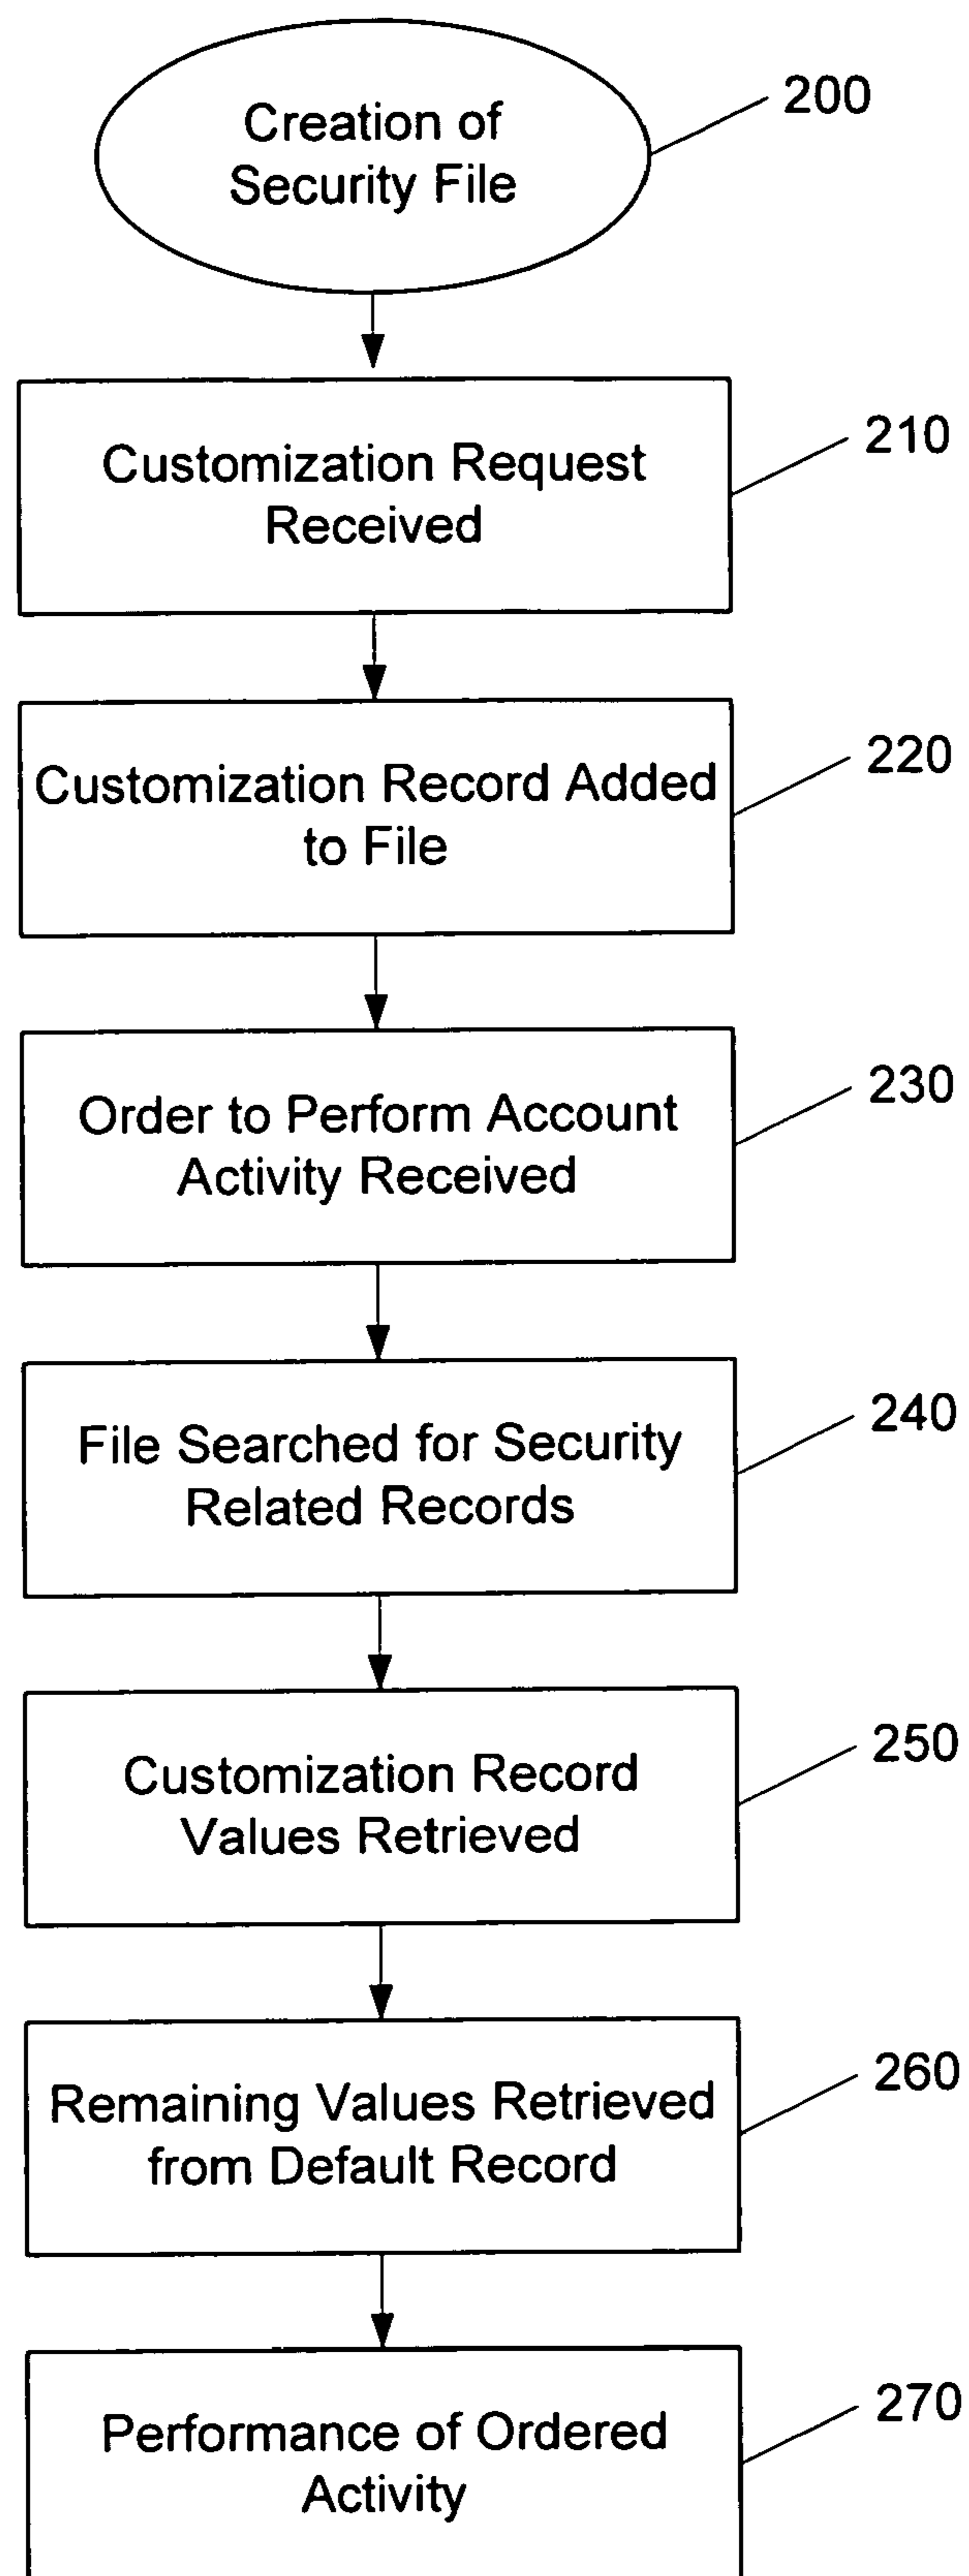 Creation of
Security File
200
Customization Request
Received
210
Customization Record Added
to File
220
Order to Perform Account
Activity Received
230
File Searched for Security
Related Records
240
Customization Record
Values Retrieved
250
Remaining Values Retrieved
from Default Record
260
Performance of Ordered
Activity
270